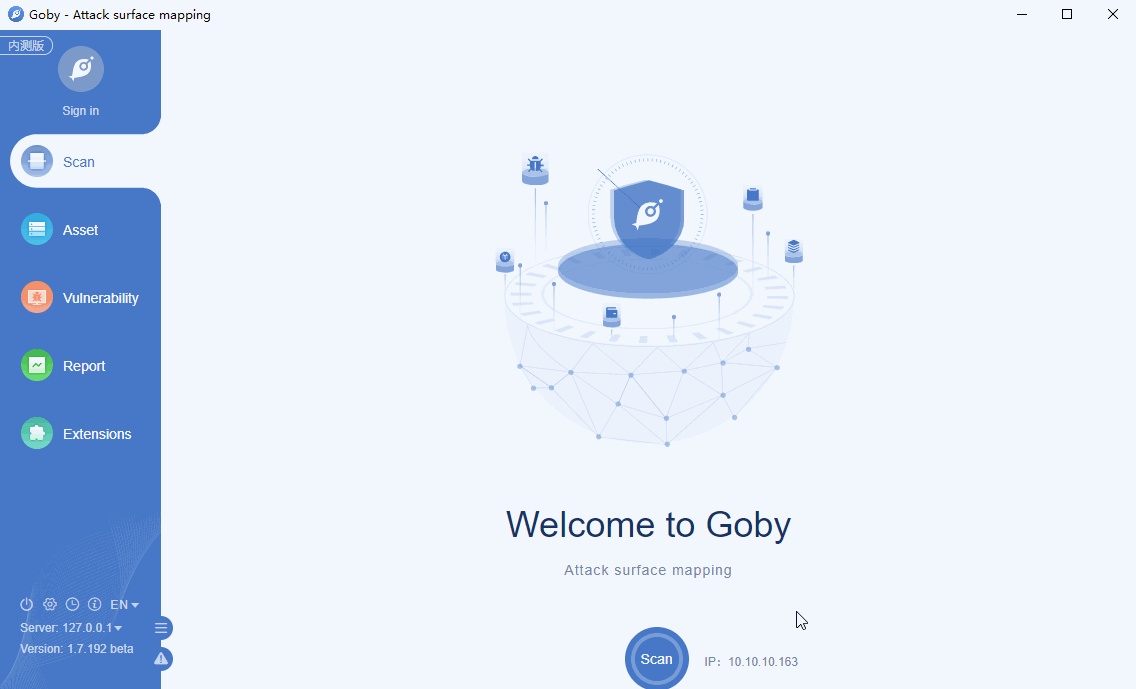 Goby - Attack surface mapping
内测版
Sign in
Scan
Asset
Vulnerability
Report
Extensions
EN
Server: 127.0.0.1
Version: 1.7.192 beta
Welcome to Goby
Attack surface mapping
Scan
IP： 10.10.10.163